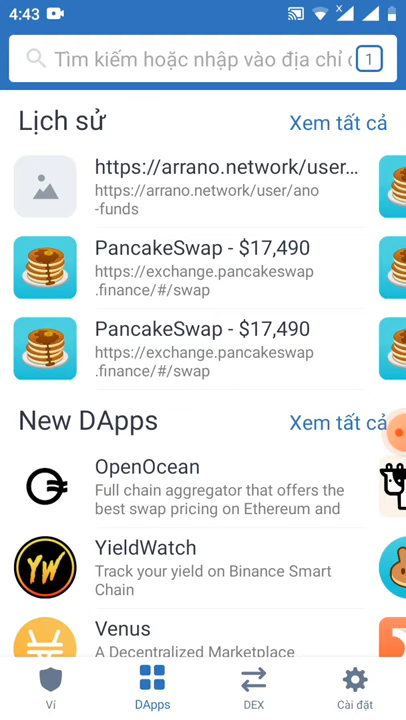 4:43
Tìm kiếm hoặc nhập vào địa chỉ
1
Lịch sử
Xem tất cả
https://arrano.network/user...
https://arrano.network/user/ano
-funds
PancakeSwap - $17,490
https://exchange.pancakeswap
.finance/#/swap
PancakeSwap - $17,490
https://exchange.pancakeswap
.finance/#/swap
New DApps
Xem tất cả
OpenOcean
Full chain aggregator that offers the
best swap pricing on Ethereum and
YieldWatch
Track your yield on Binance Smart
Chain
YW
Venus
A Decentralized Marketplace
Ví
DApps
DEX
Cài đặt